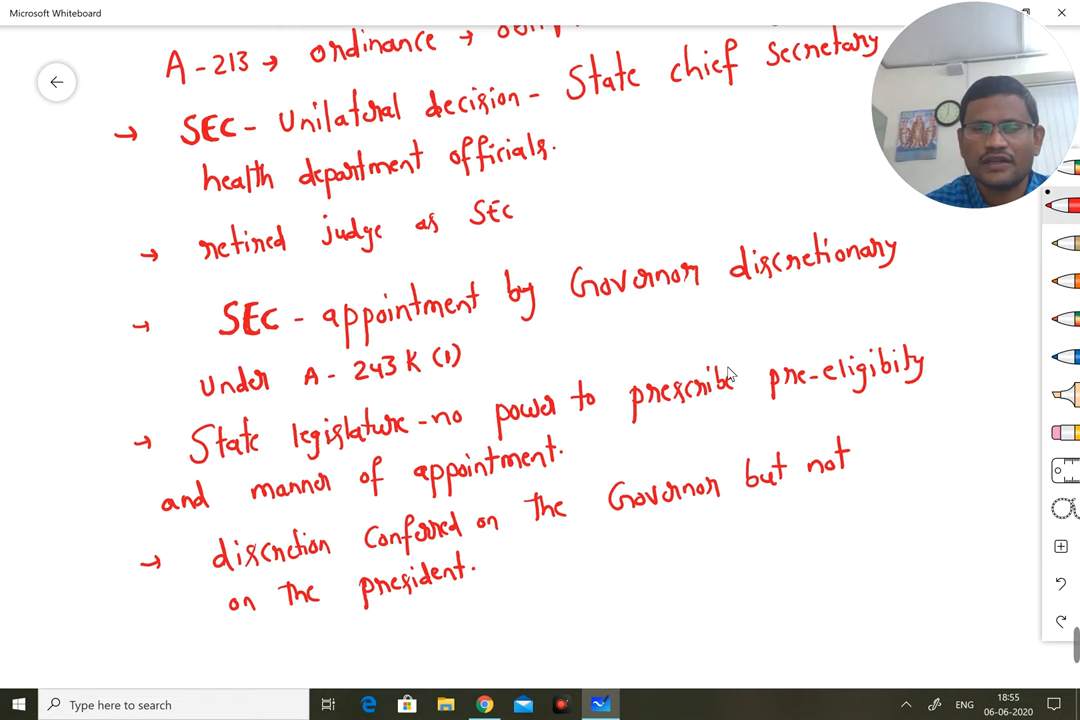 Microsoft Whiteboard
A - 213 → ordinance →
→ SEC - Unilateral decision - State chief Secretary
health department officials.
→ retired judge as SEC
→ SEC - appointment by Governor discretionary
under A - 243 K (1)
→ State legislature - no power to prescribe pre-eligibity
and manner of appointment.
→ discretion conferred on the Governor but not
on the president.
Type here to search
ENG
18:55
06-06-2020